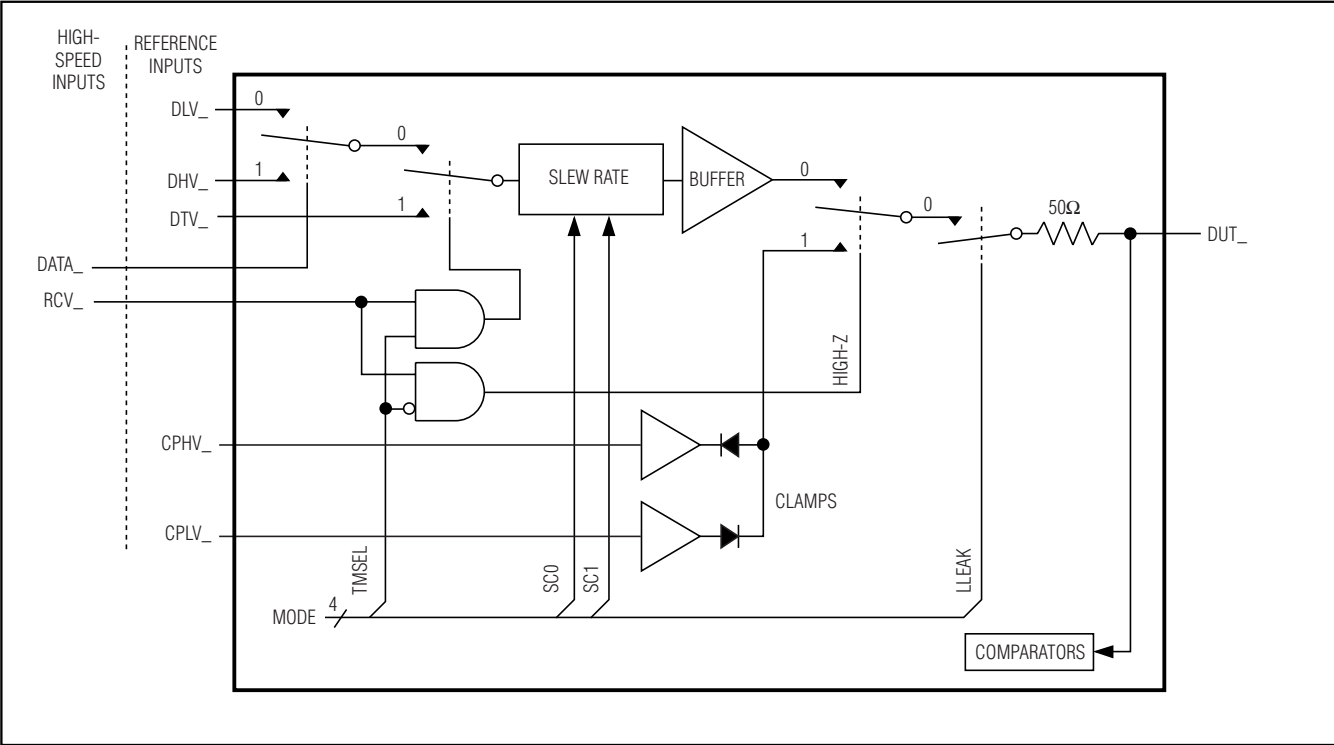 HIGH-
SPEED
INPUTS
REFERENCE
INPUTS
DLV_
0
DHV_
1
DTV_
0
1
SLEW RATE
BUFFER
0
1
0
50Ω
DUT_
DATA_
RCV_
HIGH-Z
CPHV_
CLAMPS
CPLV_
TMSEL
SC0
SC1
LLEAK
MODE
4
COMPARATORS